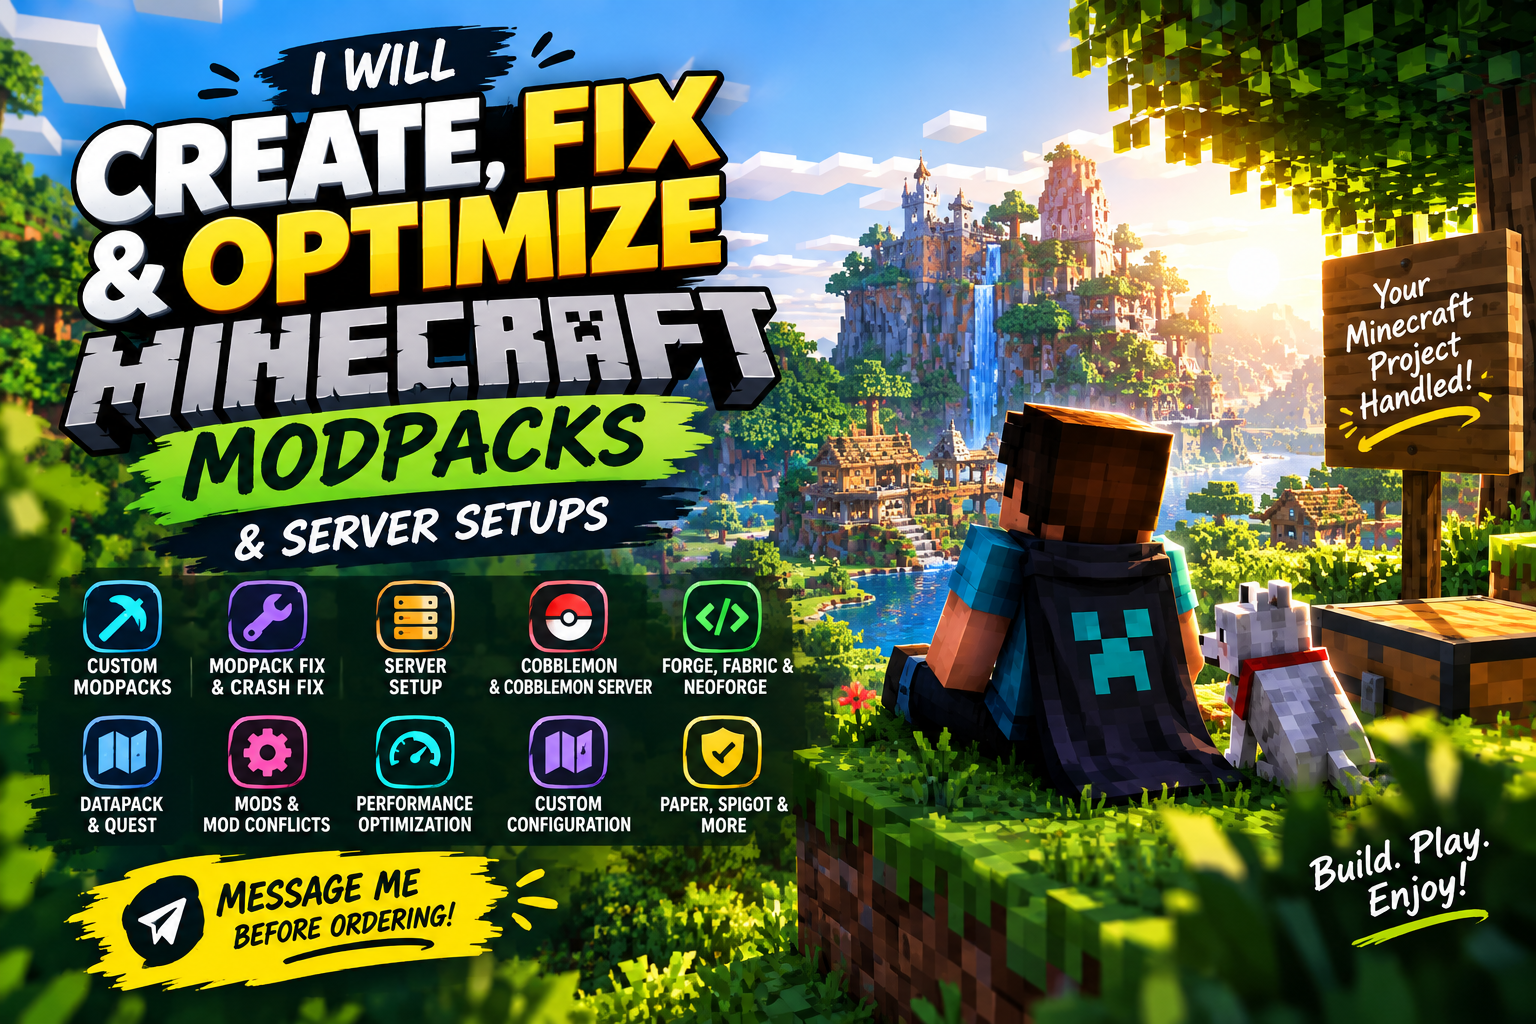 I WILL
CREATE, FIX
& OPTIMIZE
MINECRAFT
MODPACKS
& SERVER SETUPS
CUSTOM
MODPACKS
MODPACK FIX
& CRASH FIX
SERVER
SETUP
COBBLEMON
& COBBLEMON SERVER
FORGE, FABRIC &
NEOFORGE
DATAPACK
& QUEST
MODS &
MOD CONFLICTS
PERFORMANCE
OPTIMIZATION
CUSTOM
CONFIGURATION
PAPER, SPIGOT &
MORE
MESSAGE ME
BEFORE ORDERING!
Your
Minecraft
Project
Handled!
Build. Play.
Enjoy!